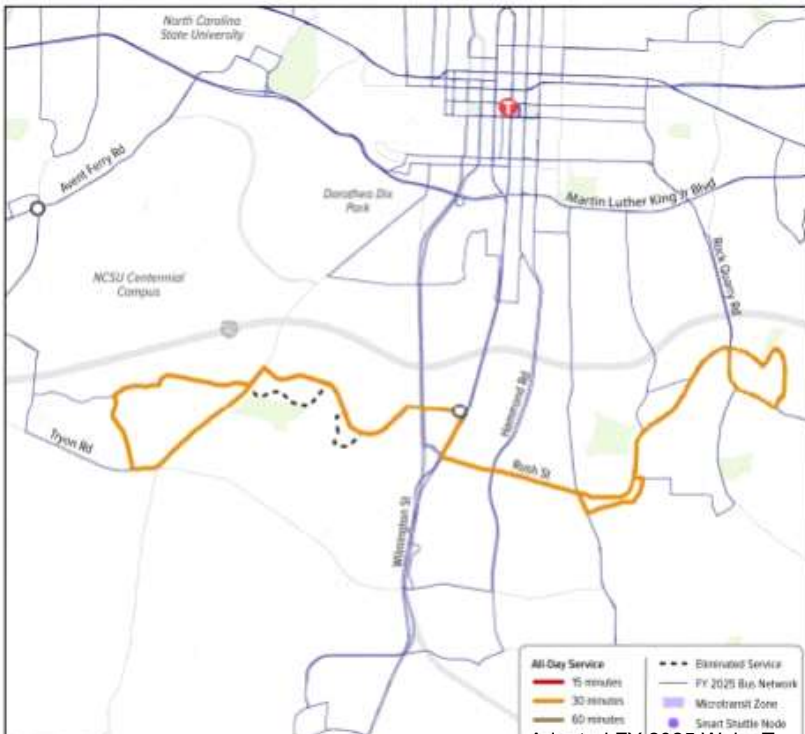 North Carolina
State University
Avent Ferry Rd
Dorothea Dix
Park
Martin Luther King Jr Blvd
NCSU Centennial
Campus
Rock Quarry Rd
Hammond Rd
Tryon Rd
Rush St
Wilmington St
All-Day Service
15 minutes
30 minutes
60 minutes
Eliminated Service
FY 2025 Bus Network
Microtransit Zone
Smart Shuttle Node